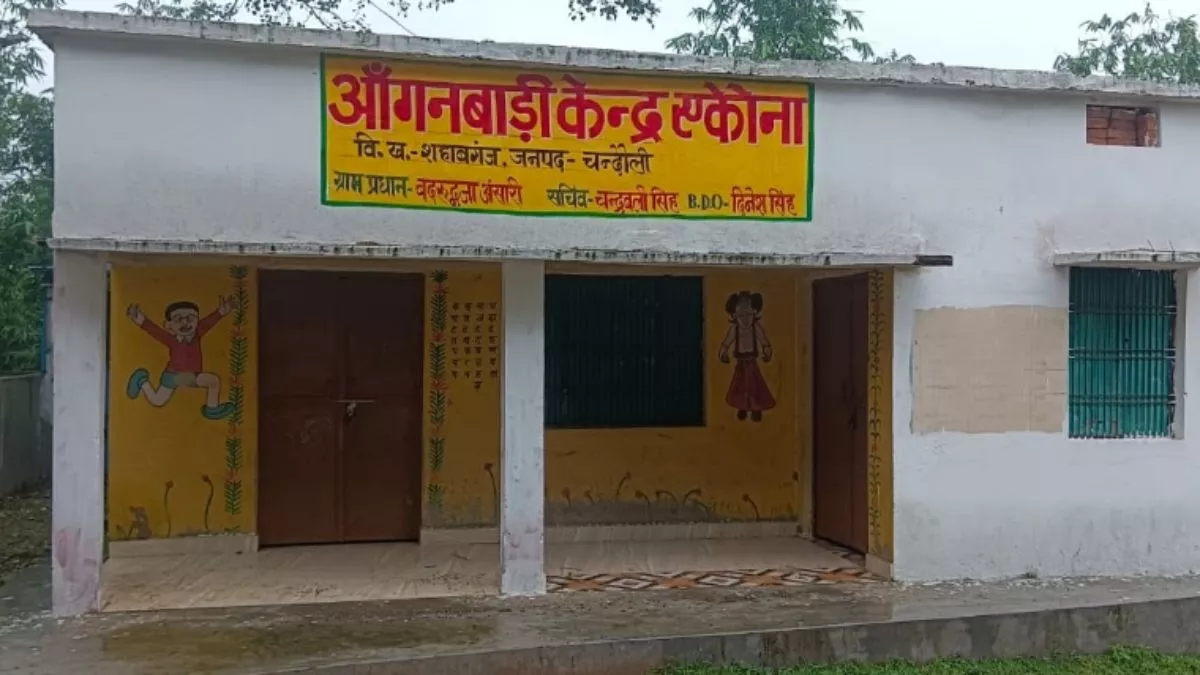 आँगनबाड़ी केन्द्र एकौना
वि. ख.- शहाबगंज, जनपद- चन्दौली
ग्राम प्रधान- बदरुद्दुजा अंसारी सचिव- चन्द्रबली सिंह B.D.O- दिनेश सिंह